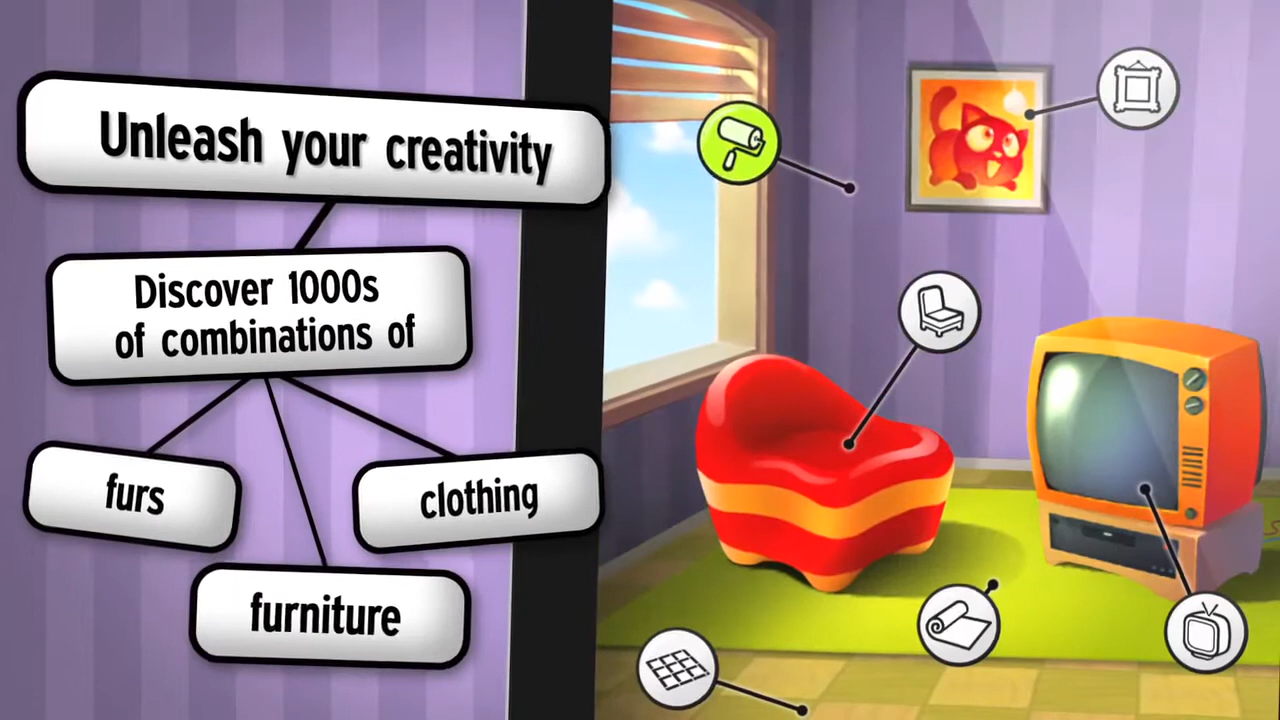 Unleash your creativity
Discover 1000s
of combinations of
furs
clothing
furniture